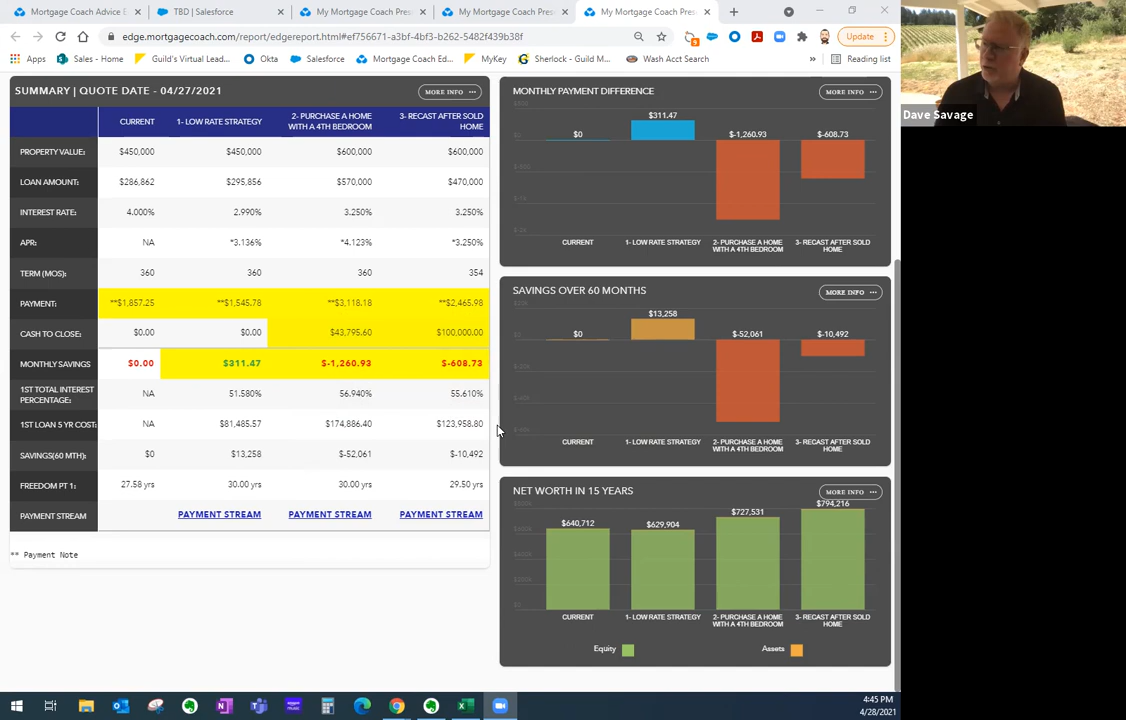 Mortgage Coach Advice E
TBD | Salesforce
My Mortgage Coach Pres
My Mortgage Coach Pres
My Mortgage Coach Pres
edge.mortgagecoach.com/report/edgereport.html#ef756671-a3bf-4bf3-b262-5482f439b38f
Update
Apps
Sales - Home
Guild's Virtual Lead...
Okta
Salesforce
Mortgage Coach Ed...
MyKey
Sherlock - Guild M...
Wash Acct Search
Reading list
Dave Savage
SUMMARY | QUOTE DATE - 04/27/2021 MORE INFO
CURRENT 1- LOW RATE STRATEGY 2- PURCHASE A HOME WITH A 4TH BEDROOM 3- RECAST AFTER SOLD HOME
PROPERTY VALUE: $450,000 $450,000 $600,000 $600,000
LOAN AMOUNT: $286,862 $295,856 $570,000 $470,000
INTEREST RATE: 4.000% 2.990% 3.250% 3.250%
APR: NA *3.136% *4.123% *3.250%
TERM (MOS): 360 360 360 354
PAYMENT: **$1,857.25 **$1,545.78 **$3,118.18 **$2,465.98
CASH TO CLOSE: $0.00 $0.00 $43,795.60 $100,000.00
MONTHLY SAVINGS $0.00 $311.47 $-1,260.93 $-608.73
1ST TOTAL INTEREST PERCENTAGE: NA 51.580% 56.940% 55.610%
1ST LOAN 5 YR COST: NA $81,485.57 $174,886.40 $123,958.80
SAVINGS(60 MTH): $0 $13,258 $-52,061 $-10,492
FREEDOM PT 1: 27.58 yrs 30.00 yrs 30.00 yrs 29.50 yrs
PAYMENT STREAM PAYMENT STREAM PAYMENT STREAM PAYMENT STREAM
** Payment Note
MONTHLY PAYMENT DIFFERENCE MORE INFO
$0 $311.47 $-1,260.93 $-608.73
CURRENT 1- LOW RATE STRATEGY 2- PURCHASE A HOME WITH A 4TH BEDROOM 3- RECAST AFTER SOLD HOME
SAVINGS OVER 60 MONTHS MORE INFO
$0 $13,258 $-52,061 $-10,492
CURRENT 1- LOW RATE STRATEGY 2- PURCHASE A HOME WITH A 4TH BEDROOM 3- RECAST AFTER SOLD HOME
NET WORTH IN 15 YEARS MORE INFO
$640,712 $629,904 $727,531 $794,216
CURRENT 1- LOW RATE STRATEGY 2- PURCHASE A HOME WITH A 4TH BEDROOM 3- RECAST AFTER SOLD HOME
Equity Assets
4:45 PM
4/28/2021